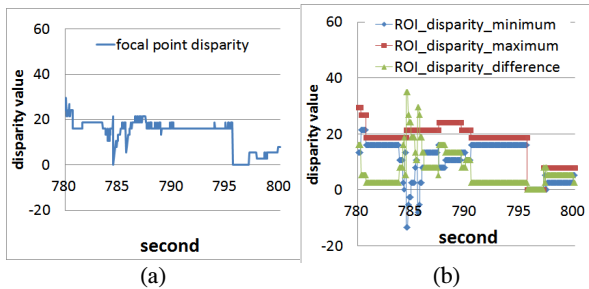 (a)
focal point disparity
disparity value
60
40
20
0
-20
780
785
790
795
800
second
(a)
(b)
ROI_disparity_minimum
ROI_disparity_maximum
ROI_disparity_difference
disparity value
60
40
20
0
-20
780
785
790
795
800
second
(b)